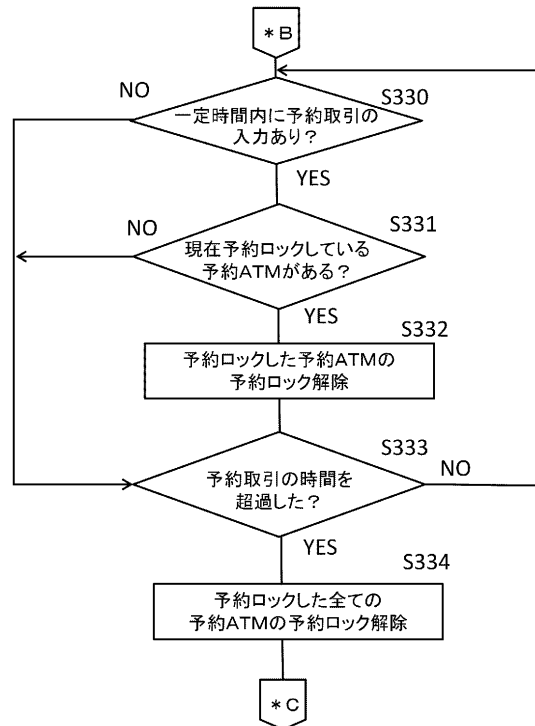 *B
NO
S330
一定時間内に予約取引の
入力あり?
YES
NO
S331
現在予約ロックしている
予約ATMがある?
YES
S332
予約ロックした予約ATMの
予約ロック解除
S333
予約取引の時間を
超過した?
NO
YES
S334
予約ロックした全ての
予約ATMの予約ロック解除
*C